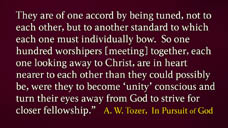 They are of one accord by being tuned, not to
each other, but to another standard to which
each one must individually bow.  So one
hundred worshipers [meeting] together, each
one looking away to Christ, are in heart
nearer to each other than they could possibly
be, were they to become 'unity' conscious and
turn their eyes away from God to strive for
closer fellowship."  A. W. Tozer, In Pursuit of God